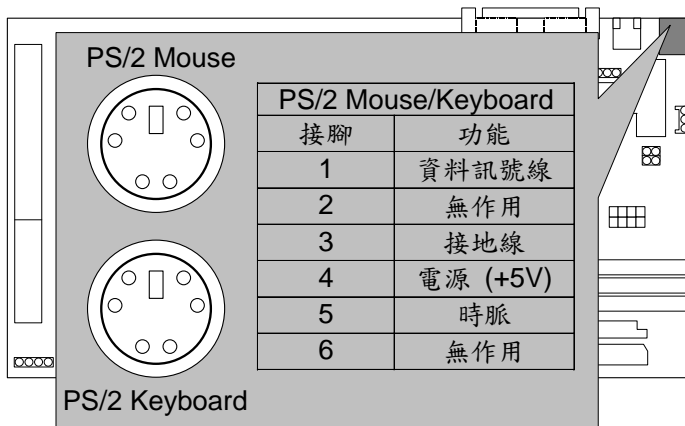 PS/2 Mouse
PS/2 Mouse/Keyboard
接腳 功能
1 資料訊號線
2 無作用
3 接地線
4 電源 (+5V)
5 時脈
6 無作用
PS/2 Keyboard